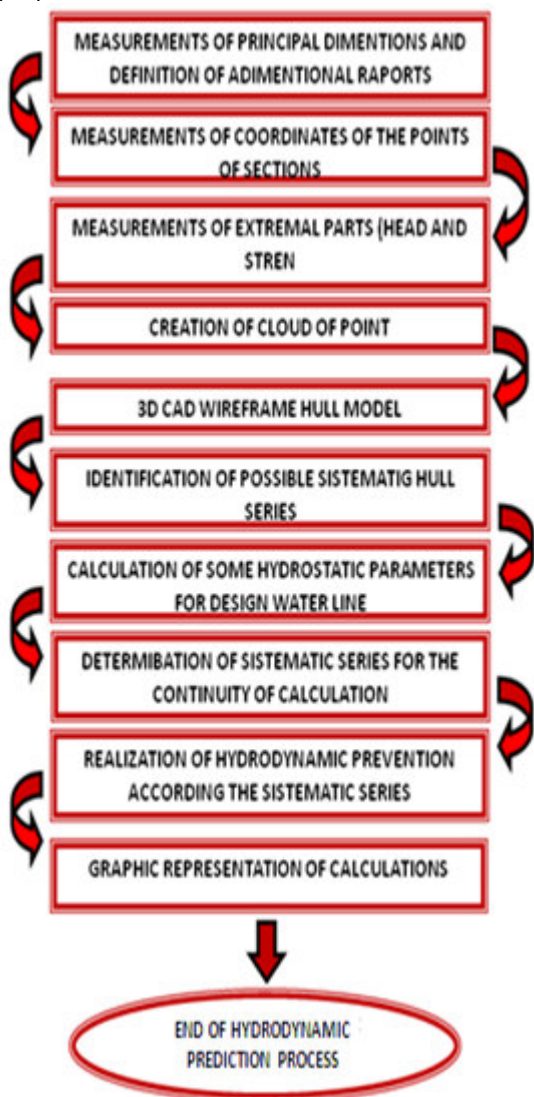 MEASUREMENTS OF PRINCIPAL DIMENTIONS AND
DEFINITION OF ADIMENTIONAL RAPORTS
MEASUREMENTS OF COORDINATES OF THE POINTS
OF SECTIONS
MEASUREMENTS OF EXTREMAL PARTS (HEAD AND
STREN
CREATION OF CLOUD OF POINT
3D CAD WIREFRAME HULL MODEL
IDENTIFICATION OF POSSIBLE SISTEMATIG HULL
SERIES
CALCULATION OF SOME HYDROSTATIC PARAMETERS
FOR DESIGN WATER LINE
DETERMIBATION OF SISTEMATIC SERIES FOR THE
CONTINUITY OF CALCULATION
REALIZATION OF HYDRODYNAMIC PREVENTION
ACCORDING THE SISTEMATIC SERIES
GRAPHIC REPRESENTATION OF CALCULATIONS
END OF HYDRODYNAMIC
PREDICTION PROCESS